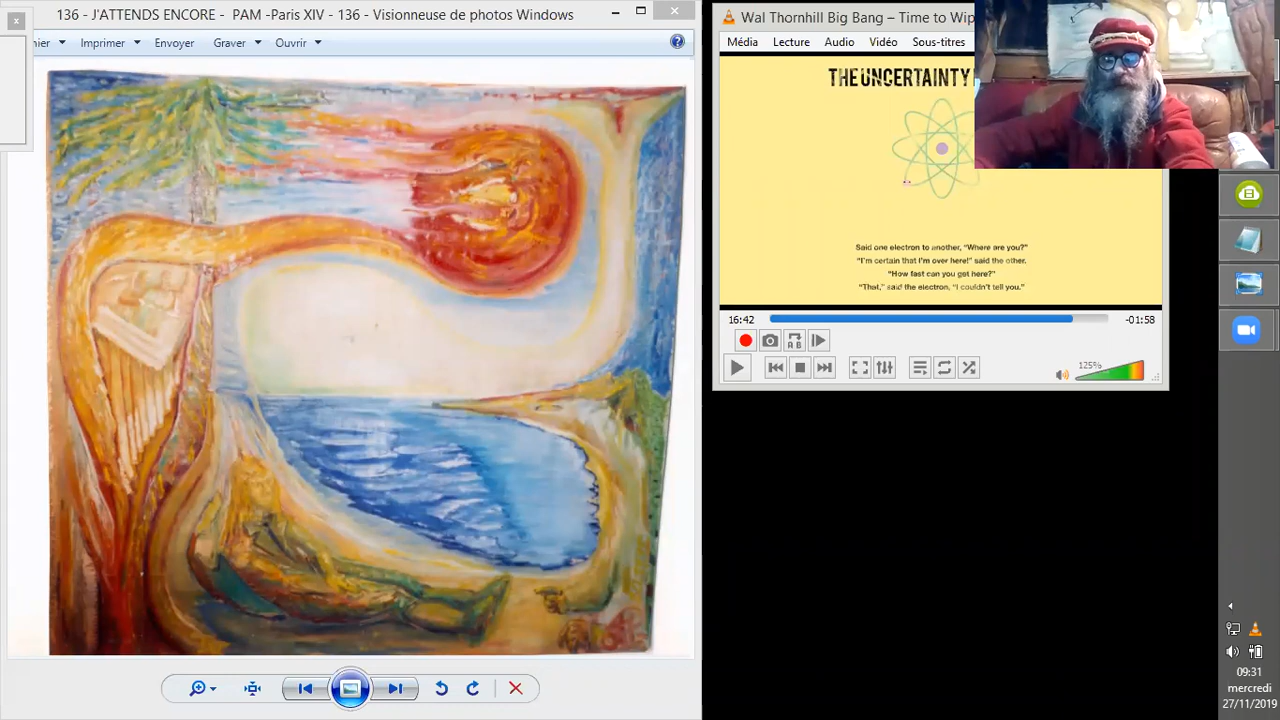 136 - J'ATTENDS ENCORE - PAM -Paris XIV - 136 - Visionneuse de photos Windows
Imprimer Envoyer Graver Ouvrir
Wal Thornhill Big Bang – Time to Wip
Média Lecture Audio Vidéo Sous-titres
THE UNCERTAINTY
Said one electron to another, "Where are you?"
"I'm certain that I'm over here!" said the other.
"How fast can you get here?"
"That," said the electron, "I couldn't tell you."
16:42 -01:58
125%
09:31
mercredi
27/11/2019